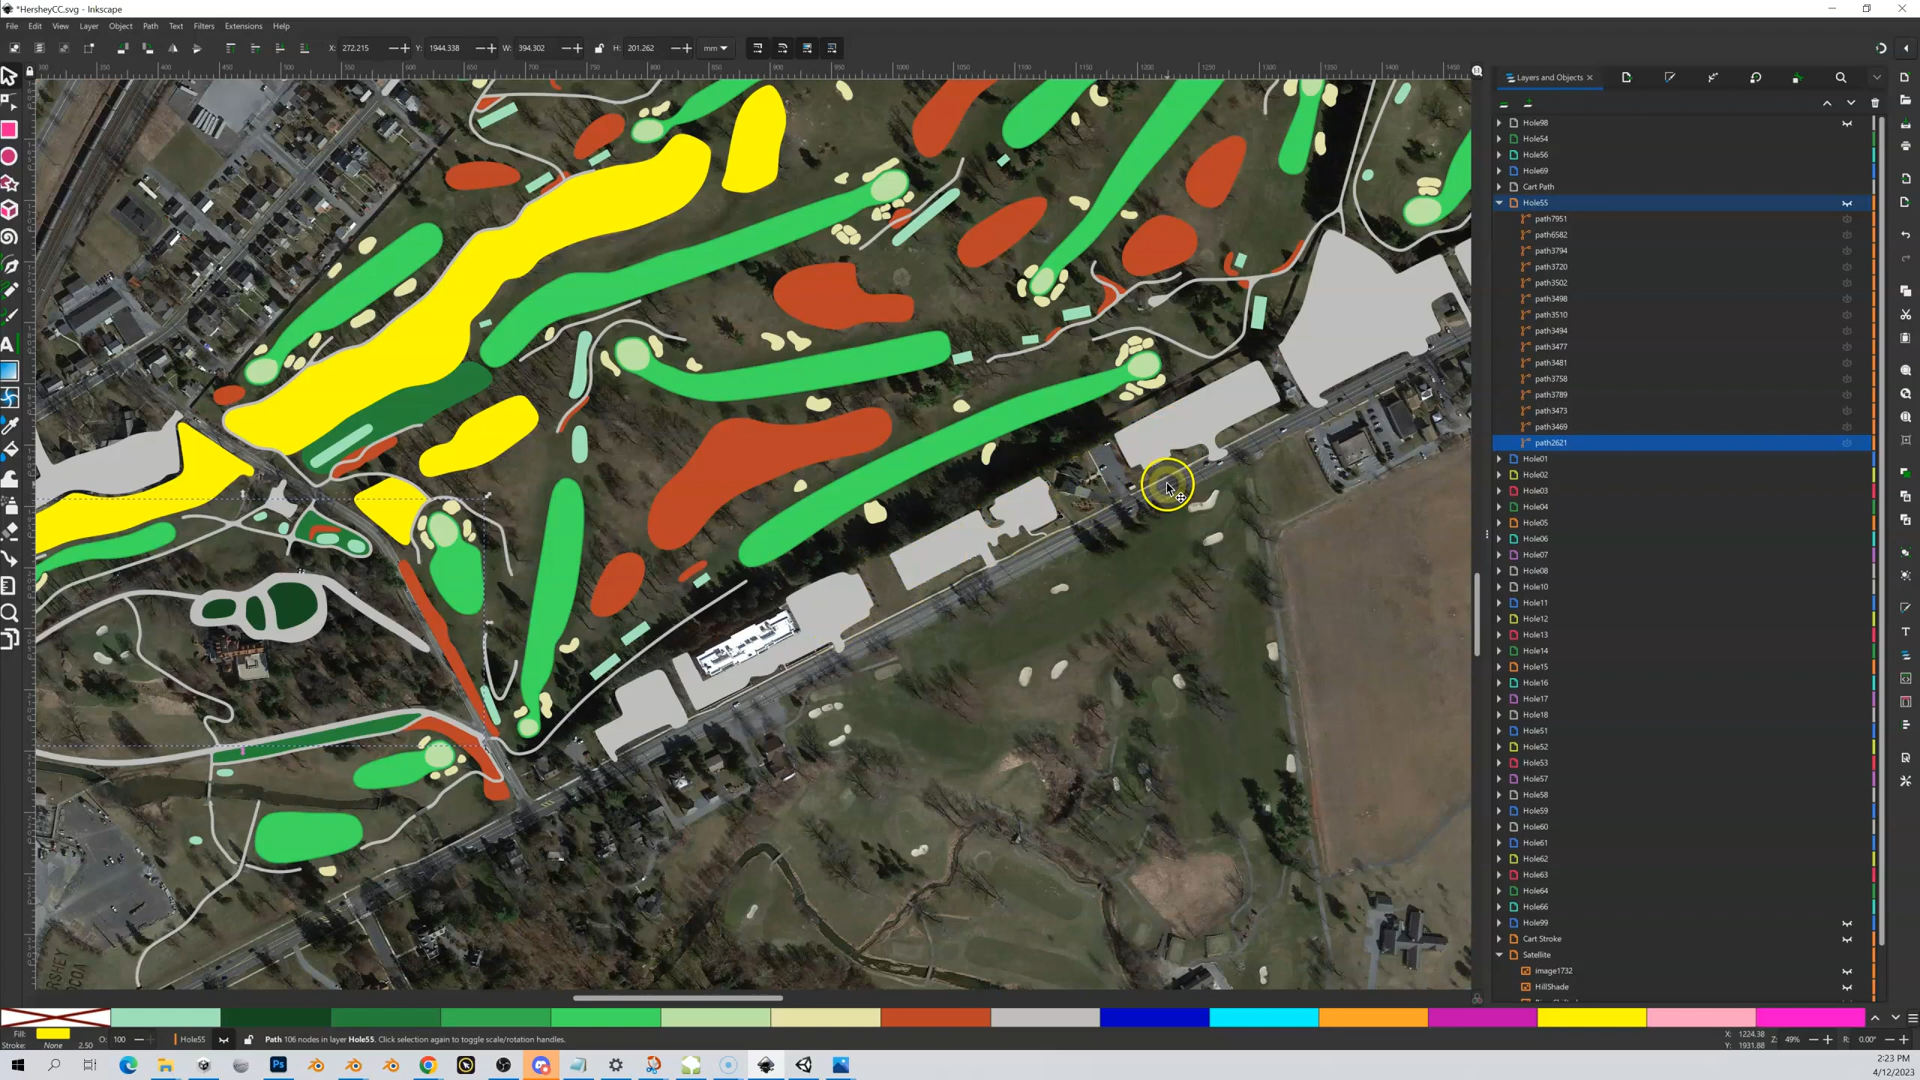 *HersheyCC.svg - Inkscape
File Edit View Layer Object Path Text Filters Extensions Help
X: 272.215 Y: 1944.338 W: 394.302 H: 201.262 mm
Layers and Objects
Hole98
Hole54
Hole56
Hole69
Cart Path
Hole55
path7951
path6582
path3794
path3720
path3502
path3498
path3510
path3494
path3477
path3481
path3758
path3789
path3473
path3469
path2621
Hole01
Hole02
Hole03
Hole04
Hole05
Hole06
Hole07
Hole08
Hole10
Hole11
Hole12
Hole13
Hole14
Hole15
Hole16
Hole17
Hole18
Hole51
Hole52
Hole53
Hole57
Hole58
Hole59
Hole60
Hole61
Hole62
Hole63
Hole64
Hole66
Hole99
Cart Stroke
Satellite
image1732
HillShade
HERSHEY
COCOA
Fill:
Stroke: None 2.50
O: 100
Hole55
Path 106 nodes in layer Hole55. Click selection again to toggle scale/rotation handles.
X: 1224.38
Y: 1931.88
Z: 49%
R: 0.00°
2:23 PM
4/12/2023